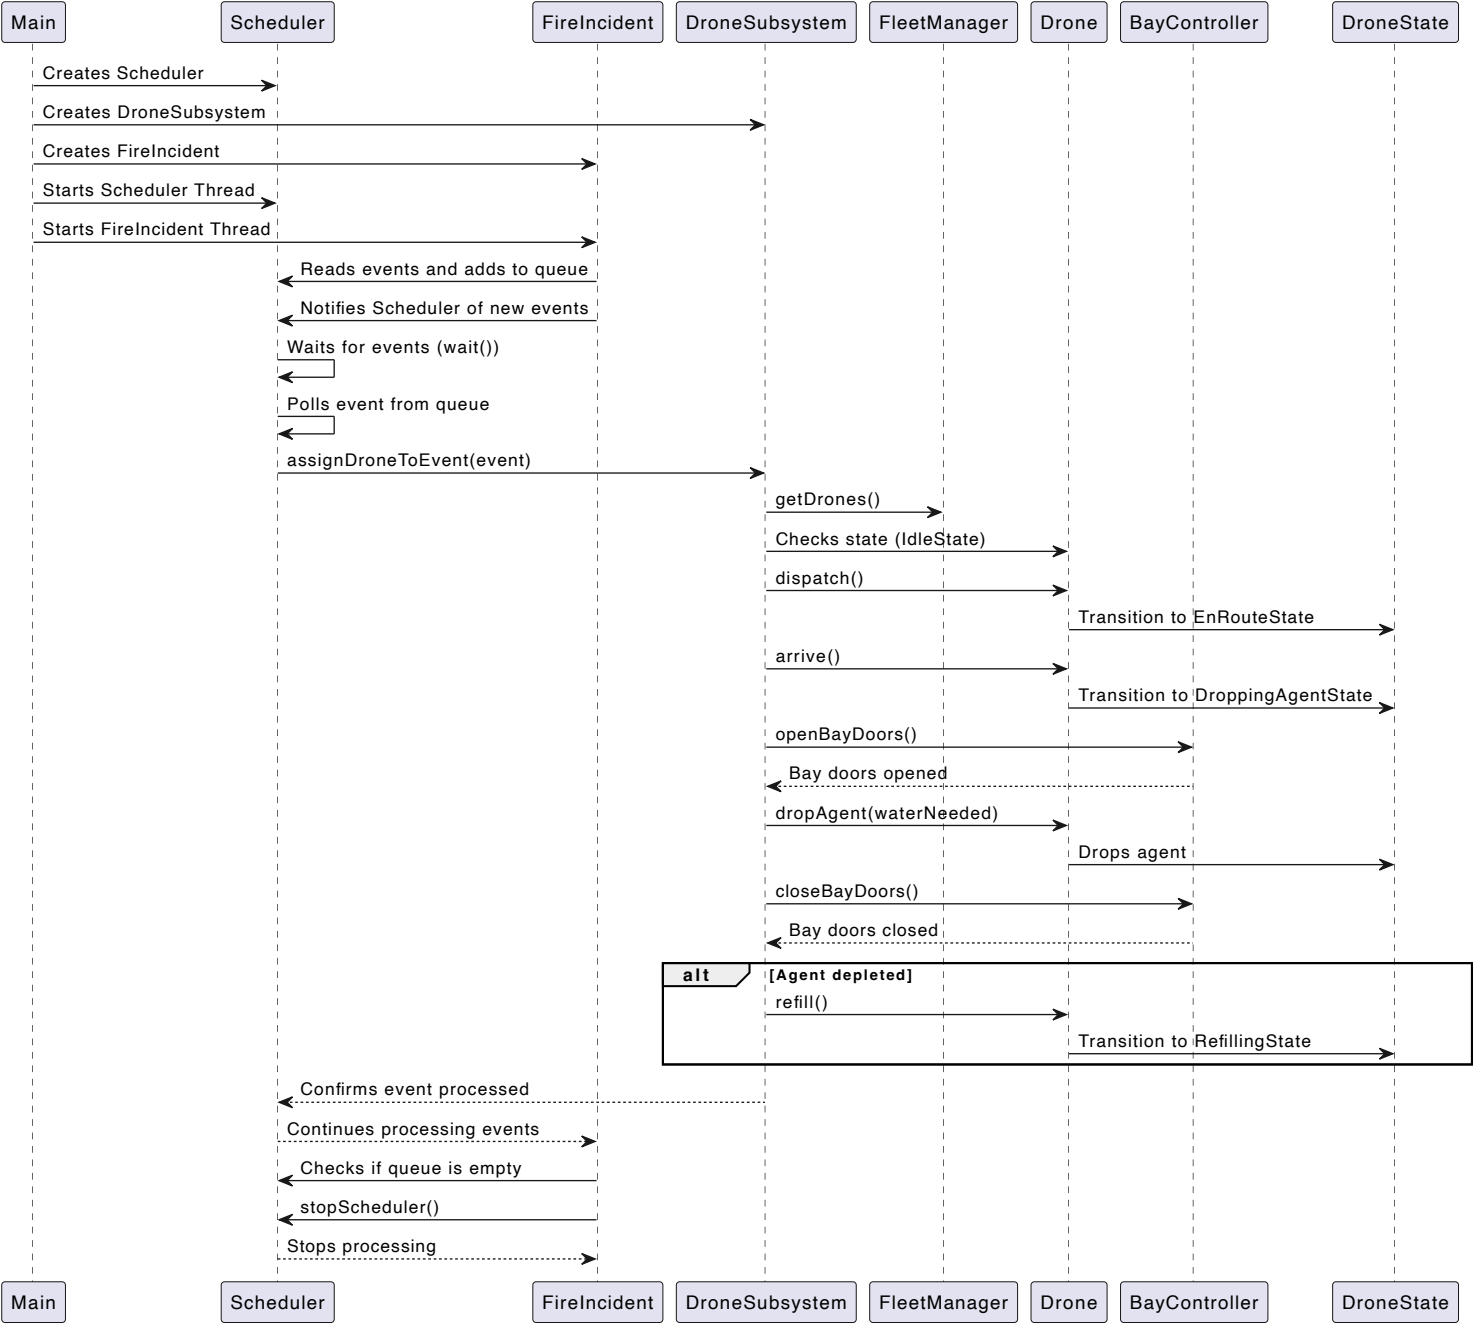 Main Scheduler FireIncident DroneSubsystem FleetManager Drone BayController DroneState
Creates Scheduler
Creates DroneSubsystem
Creates FireIncident
Starts Scheduler Thread
Starts FireIncident Thread
Reads events and adds to queue
Notifies Scheduler of new events
Waits for events (wait())
Polls event from queue
assignDroneToEvent(event)
getDrones()
Checks state (IdleState)
dispatch()
Transition to EnRouteState
arrive()
Transition to DroppingAgentState
openBayDoors()
Bay doors opened
dropAgent(waterNeeded)
Drops agent
closeBayDoors()
Bay doors closed
alt [Agent depleted]
refill()
Transition to RefillingState
Confirms event processed
Continues processing events
Checks if queue is empty
stopScheduler()
Stops processing
Main Scheduler FireIncident DroneSubsystem FleetManager Drone BayController DroneState